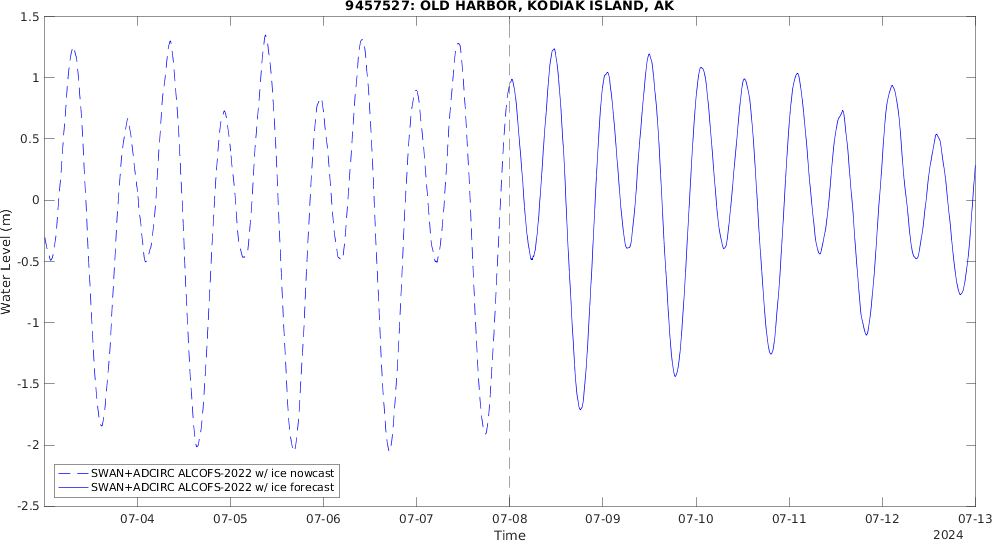 9457527: OLD HARBOR, KODIAK ISLAND, AK
1.5
1
0.5
0
-0.5
-1
-1.5
-2
-2.5
Water Level (m)
SWAN+ADCIRC ALCOFS-2022 w/ ice nowcast
SWAN+ADCIRC ALCOFS-2022 w/ ice forecast
07-04 07-05 07-06 07-07 07-08 07-09 07-10 07-11 07-12 07-13
Time
2024